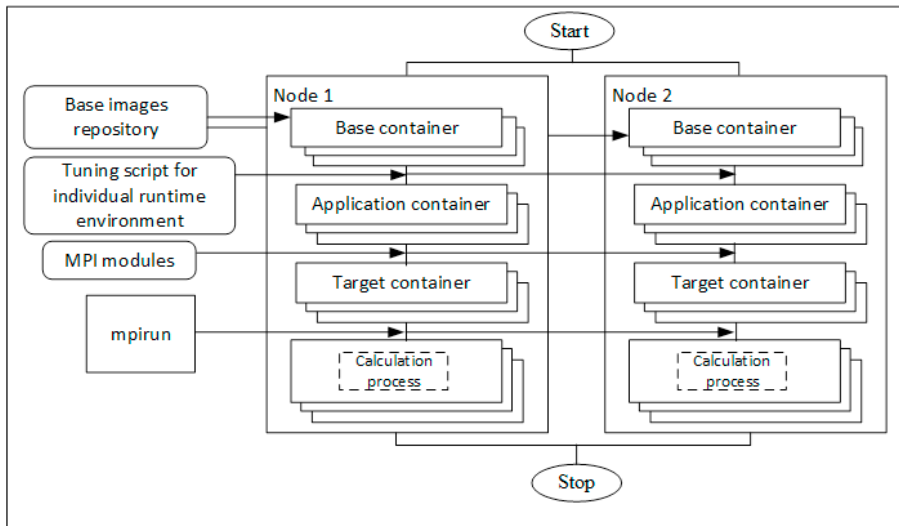 Start
Node 1
Node 2
Base images
repository
Base container
Base container
Tuning script for
individual runtime
environment
Application container
Application container
MPI modules
Target container
Target container
mpirun
Calculation
process
Calculation
process
Stop